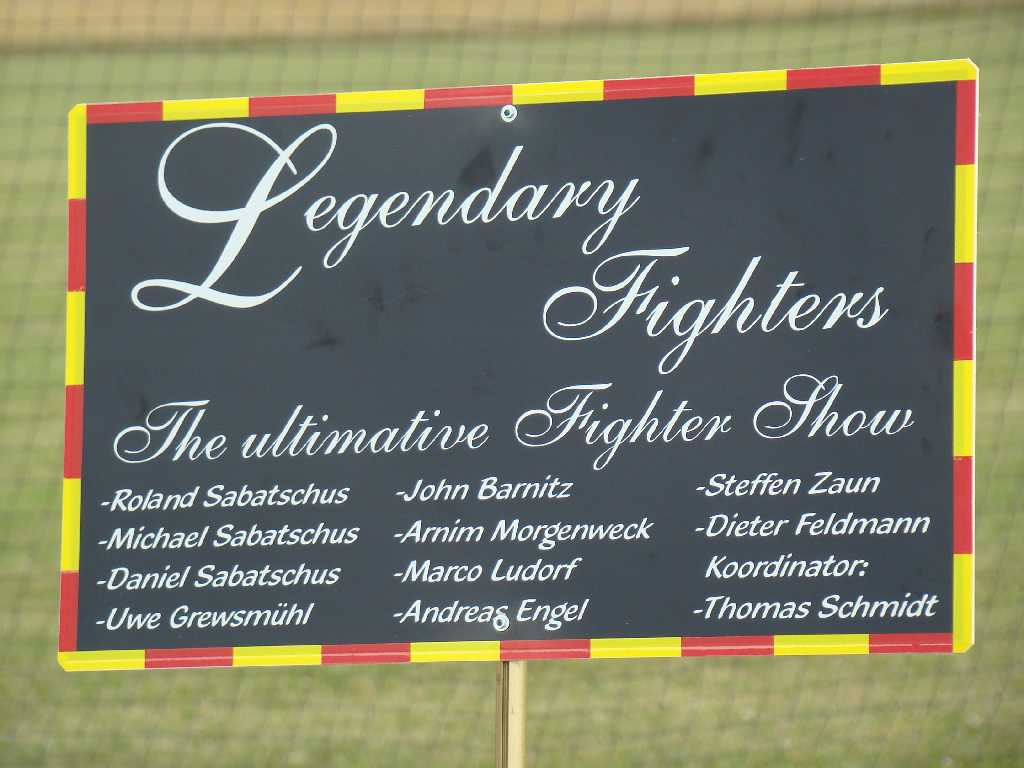 Legendary
Fighters
The ultimative Fighter Show
-Roland Sabatschus
-Michael Sabatschus
-Daniel Sabatschus
-Uwe Grewsmühl
-John Barnitz
-Arnim Morgenweck
-Marco Ludorf
-Andreas Engel
-Steffen Zaun
-Dieter Feldmann
Koordinator:
-Thomas Schmidt